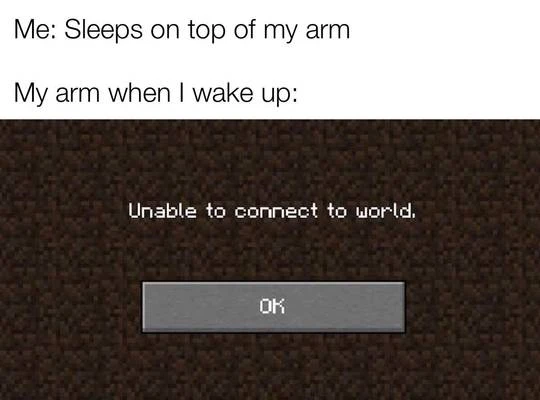 Me: Sleeps on top of my arm
My arm when I wake up:
Unable to connect to world.
OK